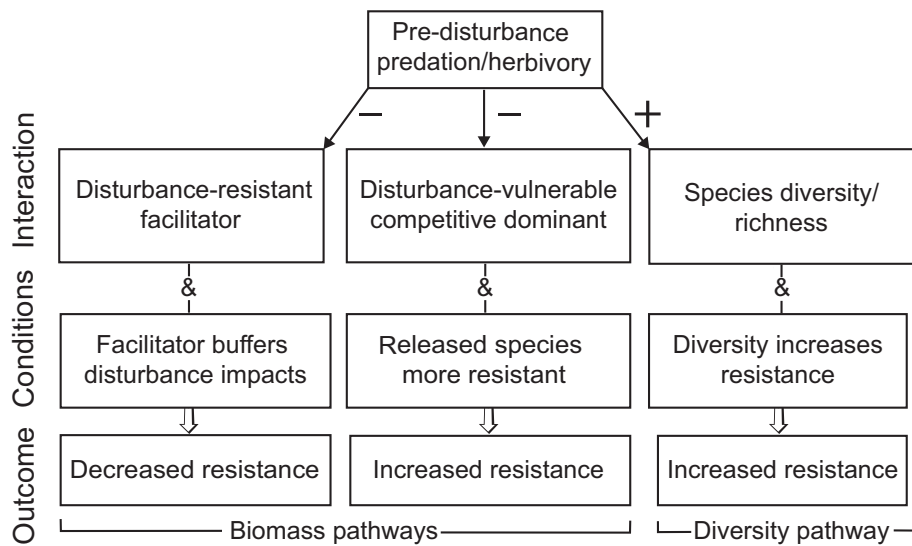 Pre-disturbance
predation/herbivory
− − +
Interaction
Disturbance-resistant
facilitator
Disturbance-vulnerable
competitive dominant
Species diversity/
richness
& & &
Conditions
Facilitator buffers
disturbance impacts
Released species
more resistant
Diversity increases
resistance
Outcome
Decreased resistance
Increased resistance
Increased resistance
Biomass pathways
Diversity pathway